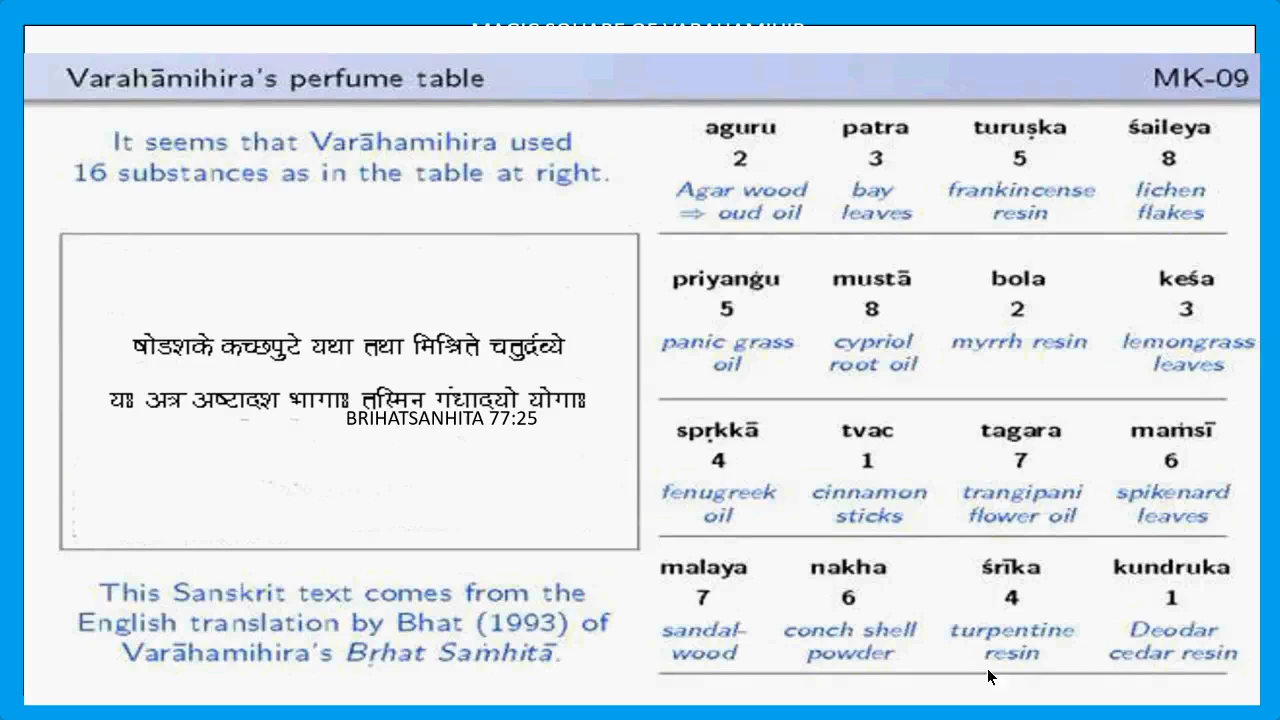 MAGIC SQUARE OF VARAHAMIHIR
Varahāmihira's perfume table MK-09
It seems that Varāhamihira used
16 substances as in the table at right.
षोडशके कच्छपुटे यथा तथा मिश्रिते चतुर्द्रव्ये
यः अत्र अष्टादश भागाः तस्मिन गंधाद्यो योगाः
BRIHATSANHITA 77:25
This Sanskrit text comes from the
English translation by Bhat (1993) of
Varāhamihira's Bṛhat Saṁhitā.
aguru patra turuṣka śaileya
2 3 5 8
Agar wood bay frankincense lichen
⇒ oud oil leaves resin flakes
priyaṅgu mustā bola keśa
5 8 2 3
panic grass cypriol myrrh resin lemongrass
oil root oil leaves
spṛkkā tvac tagara maṁsī
4 1 7 6
fenugreek cinnamon trangipani spikenard
oil sticks flower oil leaves
malaya nakha śrīka kundruka
7 6 4 1
sandal- conch shell turpentine Deodar
wood powder resin cedar resin